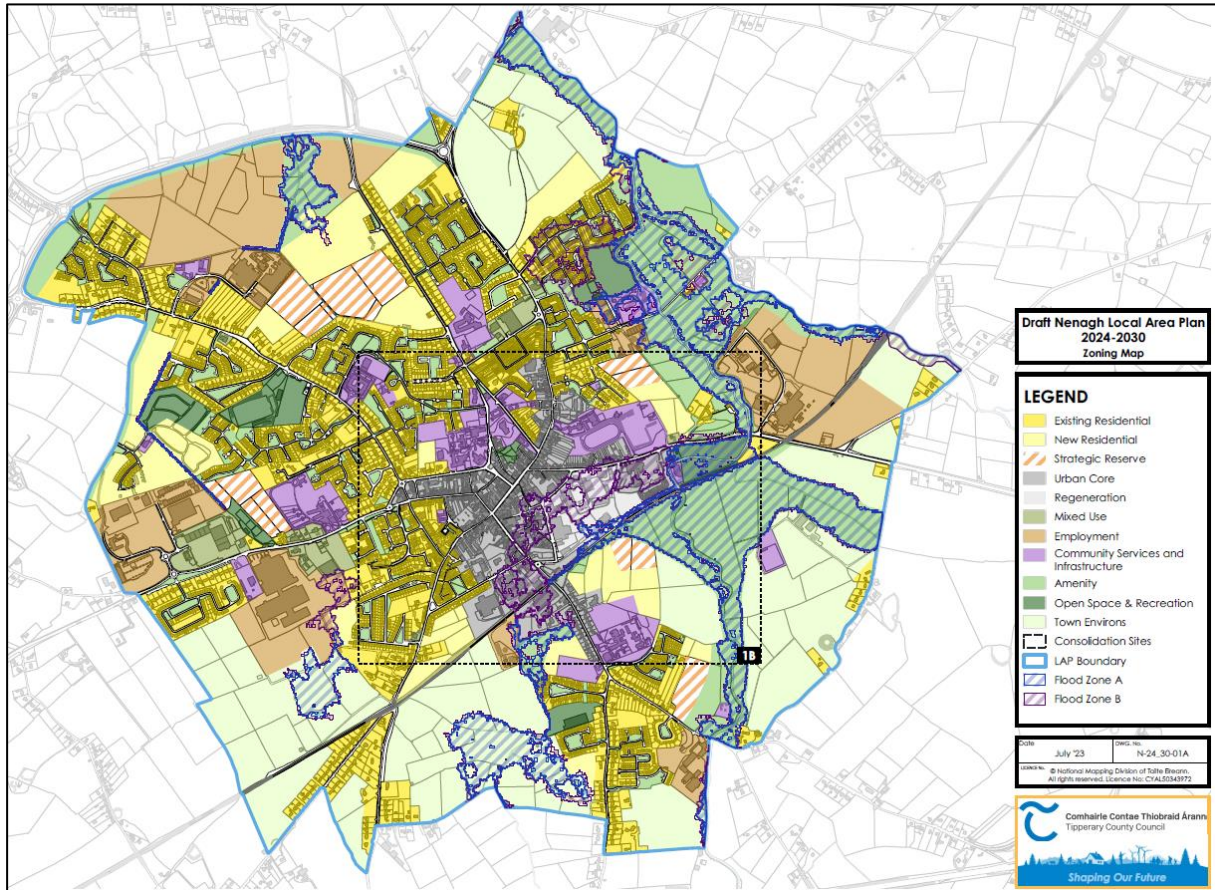 Draft Nenagh Local Area Plan
2024-2030
Zoning Map
LEGEND
Existing Residential
New Residential
Strategic Reserve
Urban Core
Regeneration
Mixed Use
Employment
Community Services and
Infrastructure
Amenity
Open Space & Recreation
Town Environs
Consolidation Sites
LAP Boundary
Flood Zone A
Flood Zone B
1B
Date
July '23
DWG. No.
N-24_30-01A
LICENCE No.
© National Mapping Division of Tailte Éireann.
All rights reserved. Licence No: CYAL50343972
Comhairle Contae Thiobraid Árann
Tipperary County Council
Shaping Our Future